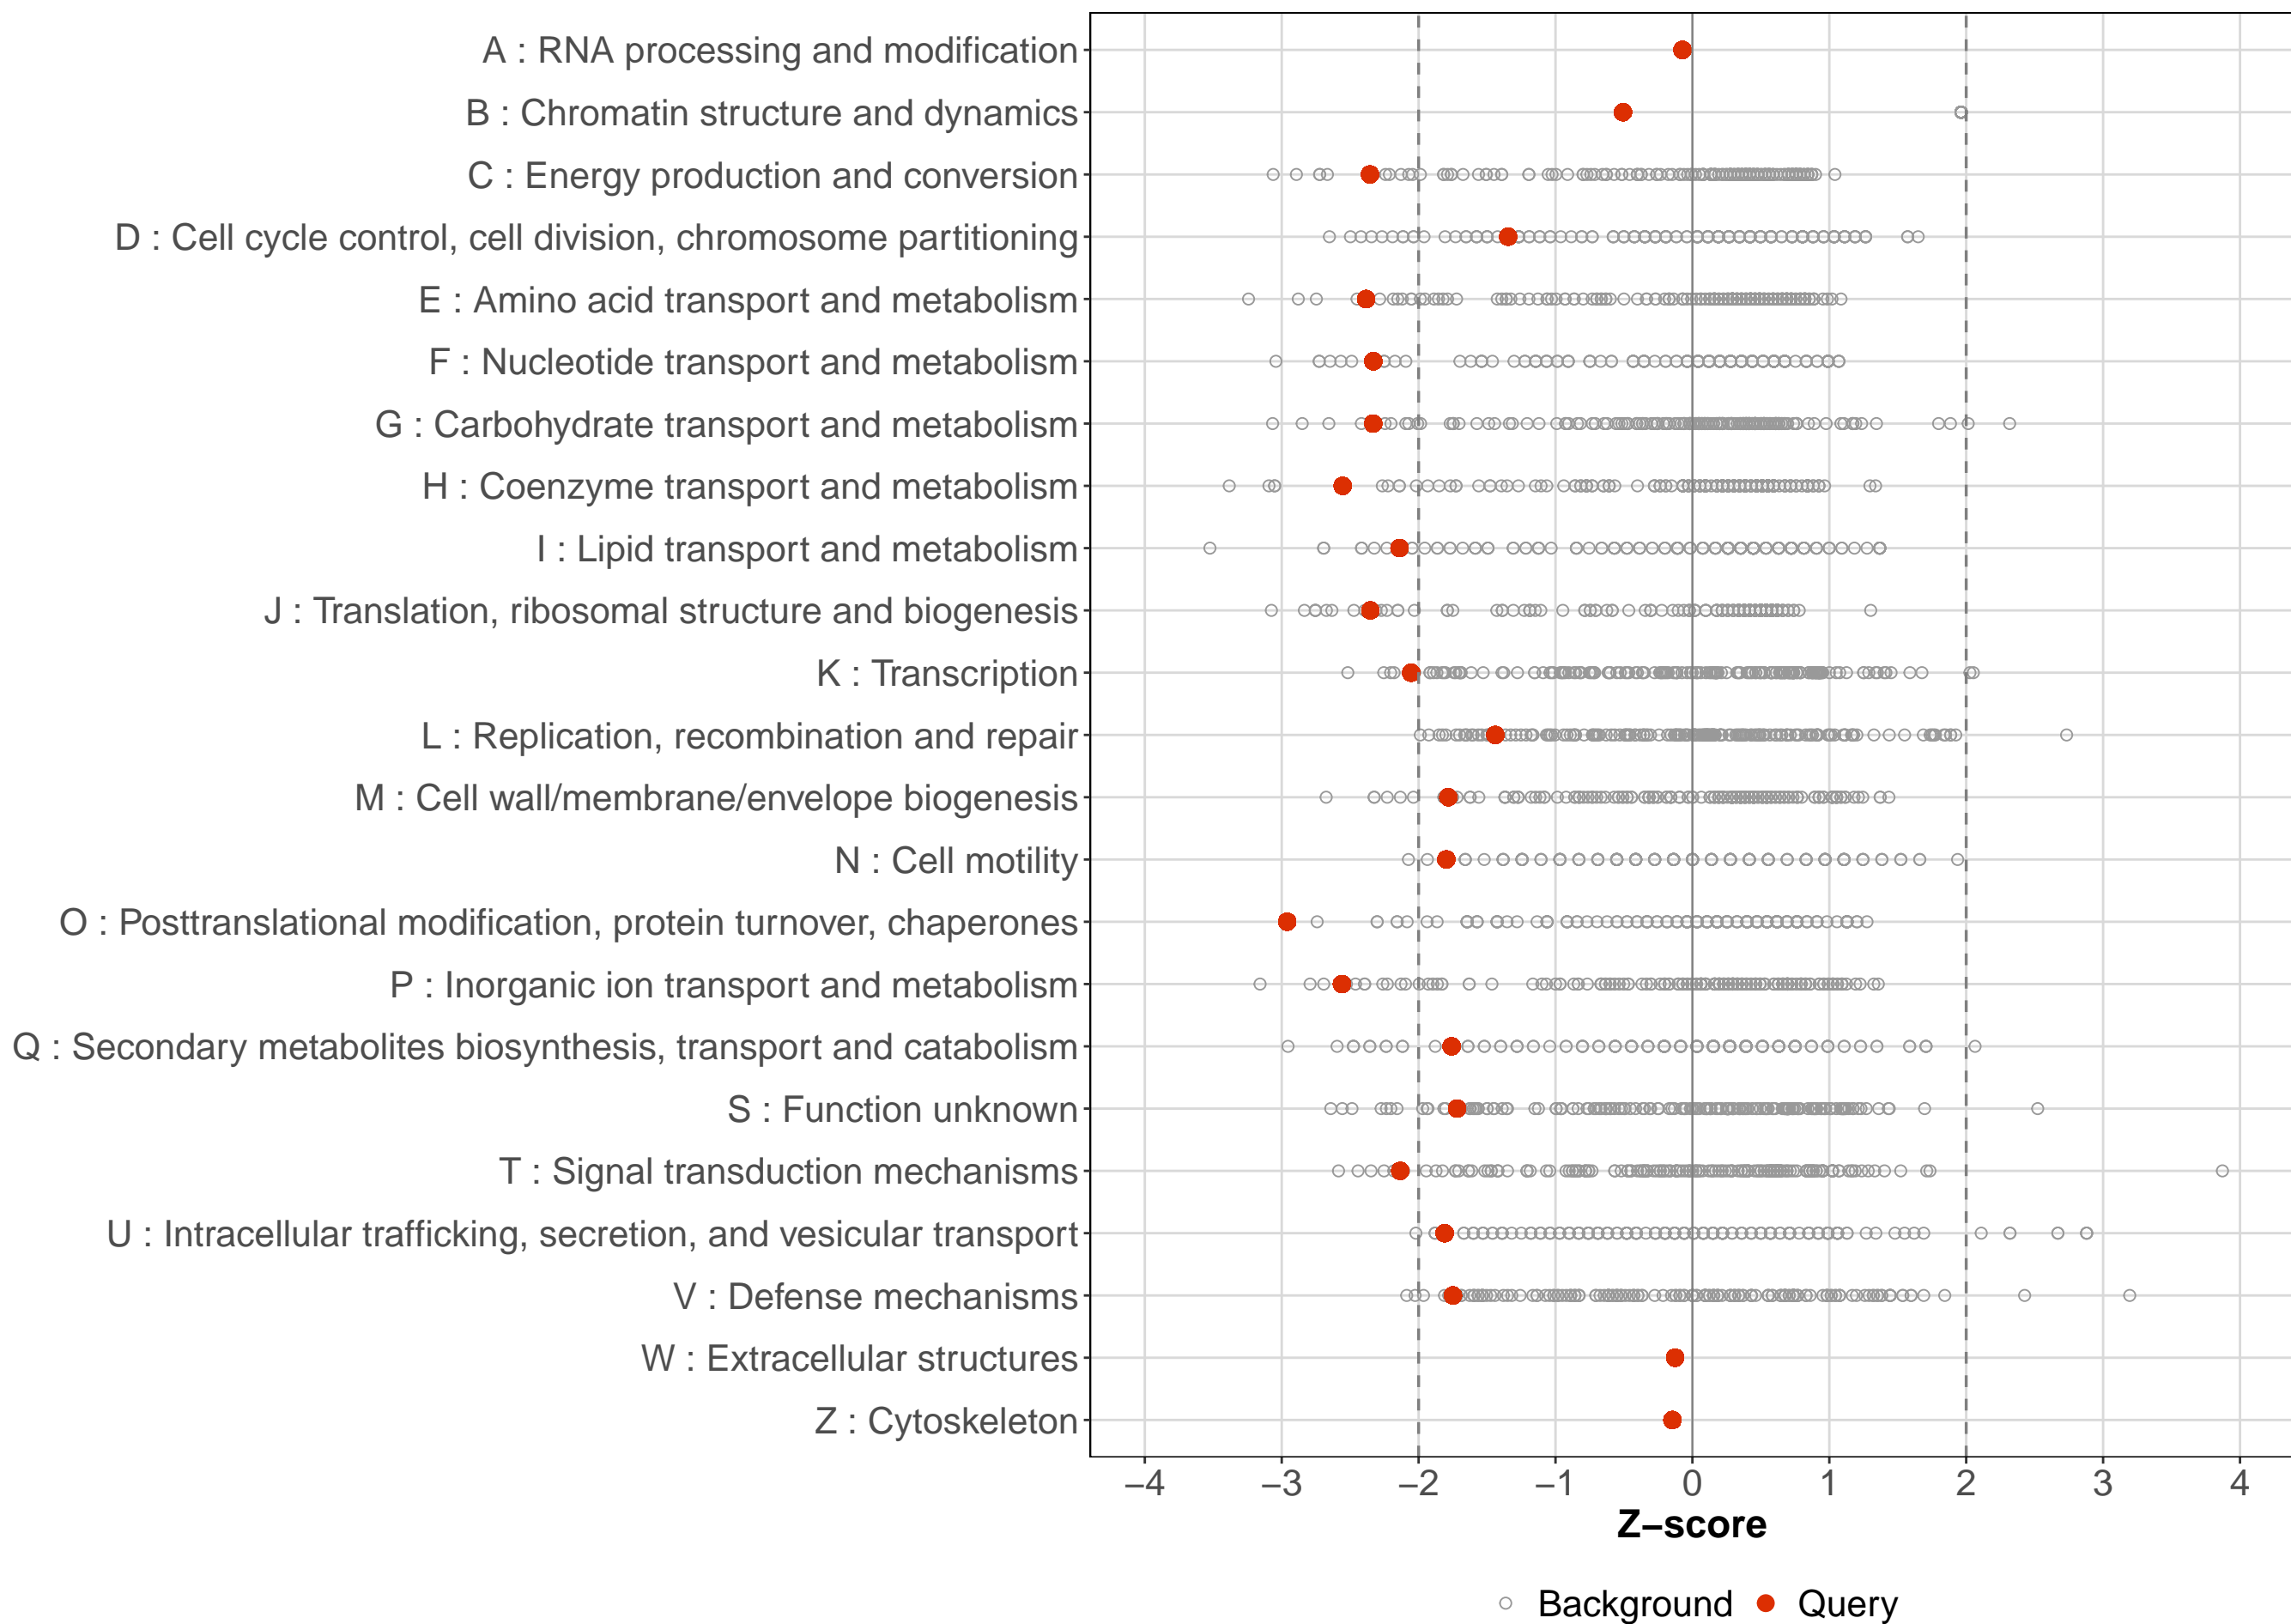 A : RNA processing and modification
B : Chromatin structure and dynamics
C : Energy production and conversion
D : Cell cycle control, cell division, chromosome partitioning
E : Amino acid transport and metabolism
F : Nucleotide transport and metabolism
G : Carbohydrate transport and metabolism
H : Coenzyme transport and metabolism
I : Lipid transport and metabolism
J : Translation, ribosomal structure and biogenesis
K : Transcription
L : Replication, recombination and repair
M : Cell wall/membrane/envelope biogenesis
N : Cell motility
O : Posttranslational modification, protein turnover, chaperones
P : Inorganic ion transport and metabolism
Q : Secondary metabolites biosynthesis, transport and catabolism
S : Function unknown
T : Signal transduction mechanisms
U : Intracellular trafficking, secretion, and vesicular transport
V : Defense mechanisms
W : Extracellular structures
Z : Cytoskeleton
−4 −3 −2 −1 0 1 2 3 4
Z−score
Background Query